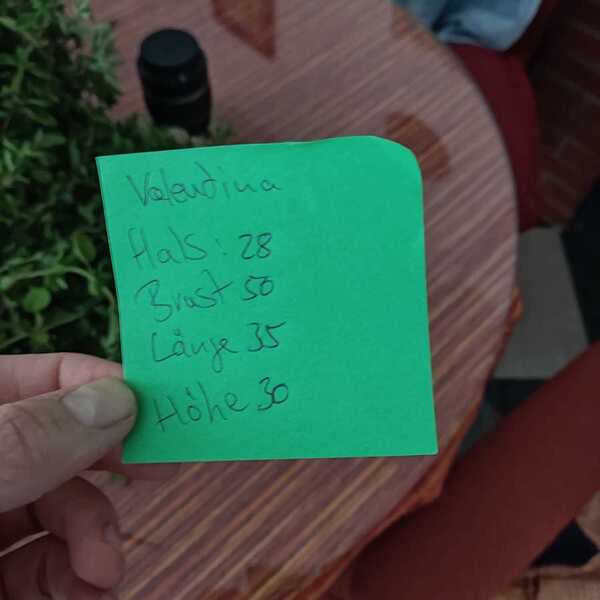 Valentina
Hals: 28
Brust 50
Länge 35
Höhe 30